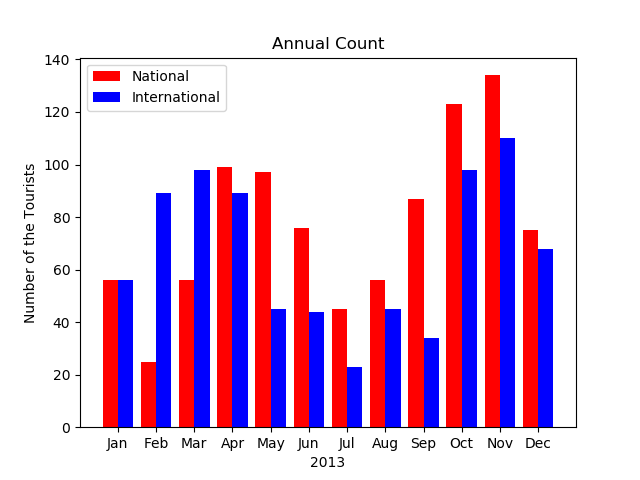 Annual Count
National
International
Number of the Tourists
140
120
100
80
60
40
20
0
Jan Feb Mar Apr May Jun Jul Aug Sep Oct Nov Dec
2013